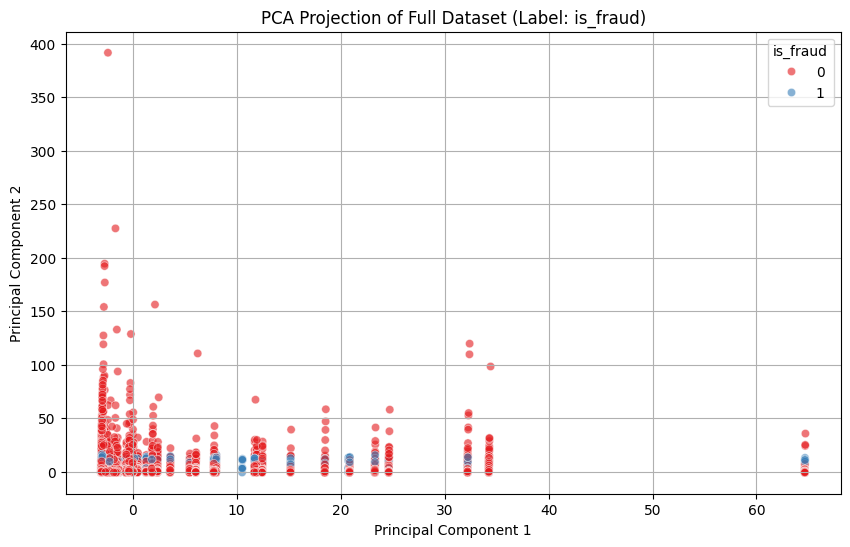 PCA Projection of Full Dataset (Label: is_fraud)
is_fraud
0
1
400
350
300
250
200
150
100
50
0
Principal Component 2
0 10 20 30 40 50 60
Principal Component 1